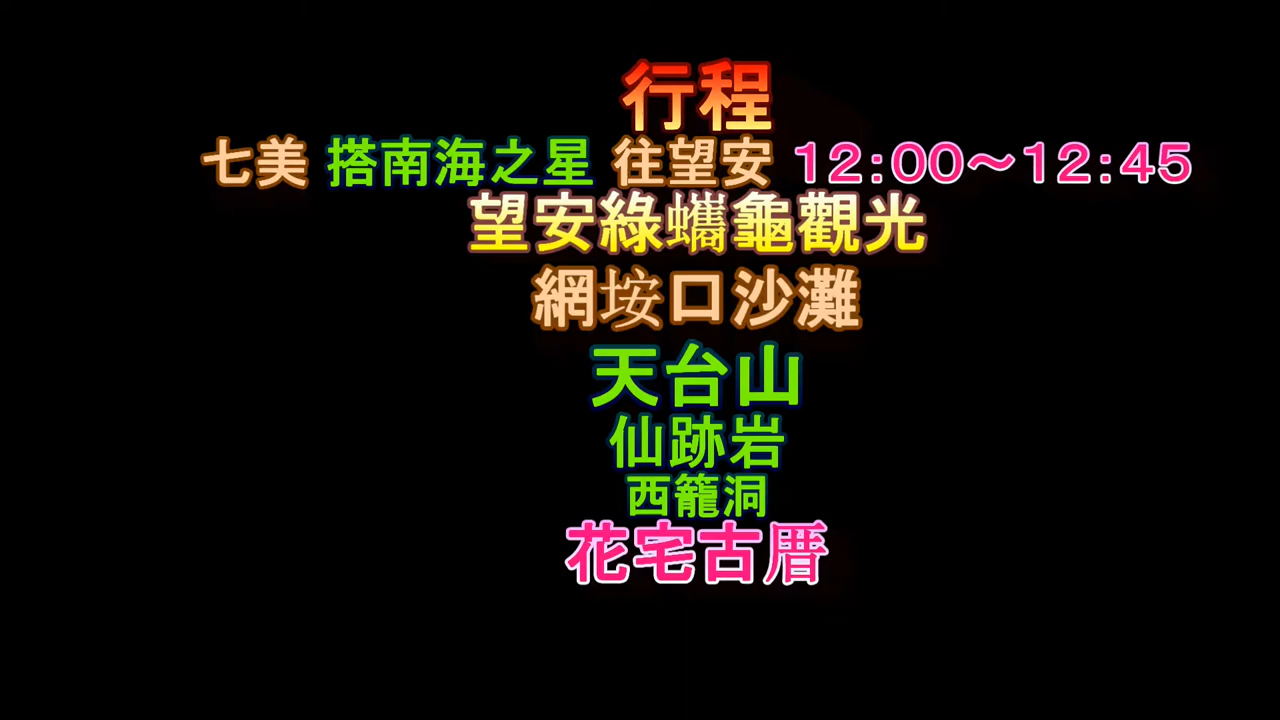 行程
七美 搭南海之星 往望安 12:00～12:45
望安綠蠵龜觀光
網垵口沙灘
天台山
仙跡岩
西籠洞
花宅古厝